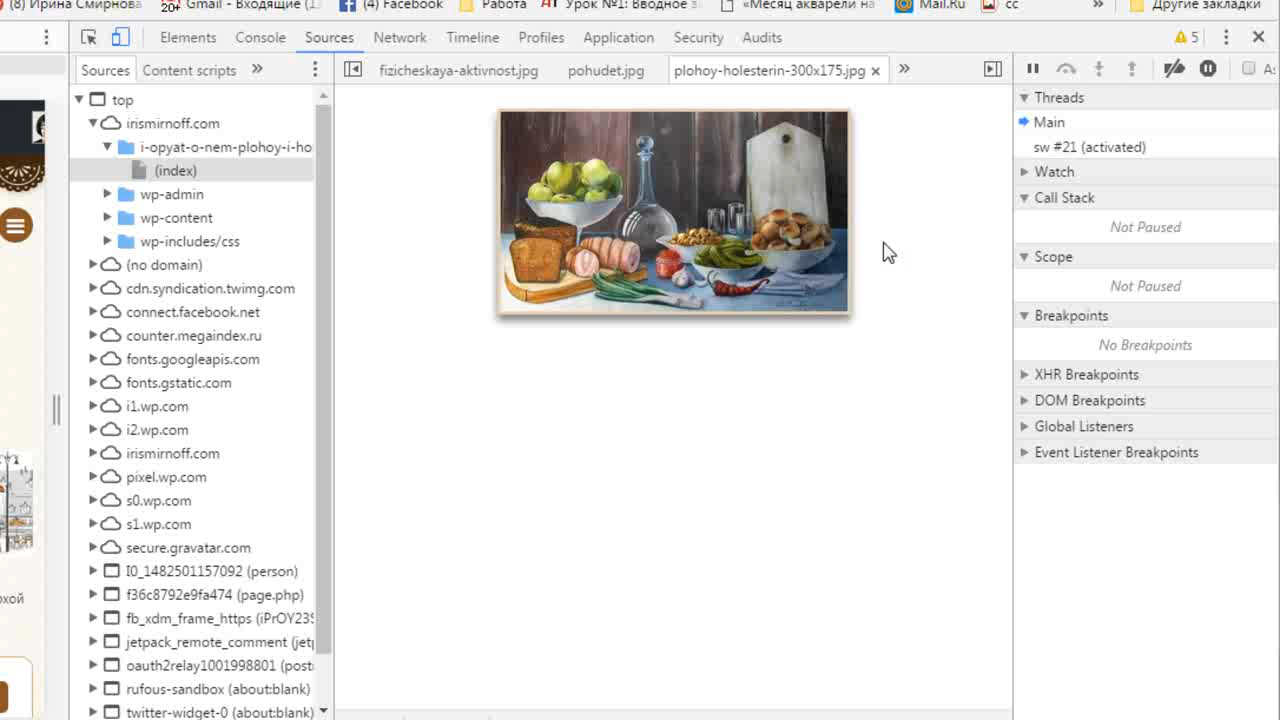 (8) Ирина Смирнова
20+ Gmail - Входящие (1
(4) Facebook
Работа
Урок №1: Вводное з
«Месяц акварели на
Mail.Ru
сс
»
Другие закладки
Elements Console Sources Network Timeline Profiles Application Security Audits
5
Sources Content scripts »
fizicheskaya-aktivnost.jpg pohudet.jpg plohoy-holesterin-300x175.jpg × »
top
irismirnoff.com
i-opyat-o-nem-plohoy-i-ho
(index)
wp-admin
wp-content
wp-includes/css
(no domain)
cdn.syndication.twimg.com
connect.facebook.net
counter.megaindex.ru
fonts.googleapis.com
fonts.gstatic.com
i1.wp.com
i2.wp.com
irismirnoff.com
pixel.wp.com
s0.wp.com
s1.wp.com
secure.gravatar.com
I0_1482501157092 (person)
f36c8792e9fa474 (page.php)
fb_xdm_frame_https (iPrOY23S
jetpack_remote_comment (jetp
oauth2relay1001998801 (posti
rufous-sandbox (about:blank)
twitter-widget-0 (about:blank)
Threads
Main
sw #21 (activated)
Watch
Call Stack
Not Paused
Scope
Not Paused
Breakpoints
No Breakpoints
XHR Breakpoints
DOM Breakpoints
Global Listeners
Event Listener Breakpoints